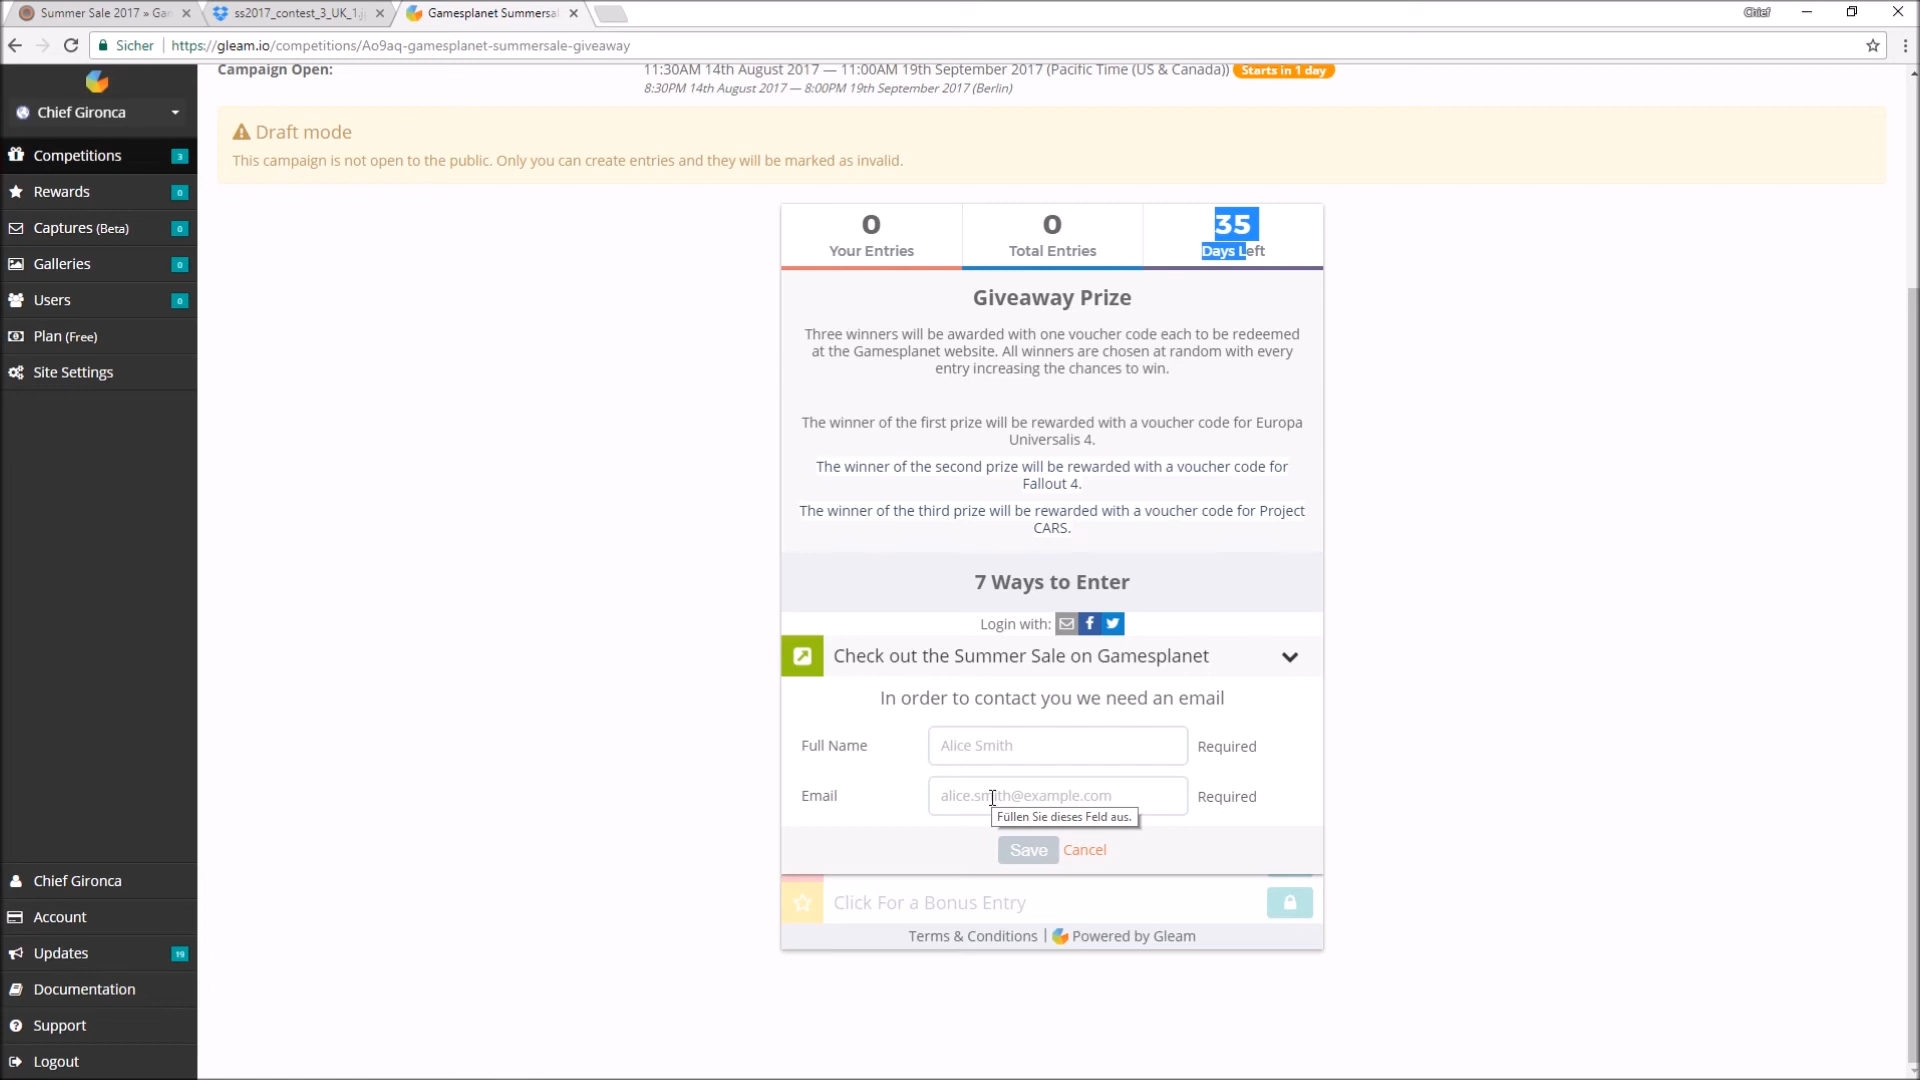 Summer Sale 2017 » Ga
ss2017_contest_3_UK_1.j
Gamesplanet Summersa
Chief
Sicher
https://gleam.io/competitions/Ao9aq-gamesplanet-summersale-giveaway
Chief Gironca
Competitions 3
Rewards 0
Captures (Beta) 0
Galleries 0
Users 0
Plan (Free)
Site Settings
Chief Gironca
Account
Updates 19
Documentation
Support
Logout
Campaign Open:
11:30AM 14th August 2017 — 11:00AM 19th September 2017 (Pacific Time (US & Canada)) Starts in 1 day
8:30PM 14th August 2017 — 8:00PM 19th September 2017 (Berlin)
Draft mode
This campaign is not open to the public. Only you can create entries and they will be marked as invalid.
0 0 35
Your Entries Total Entries Days Left
Giveaway Prize
Three winners will be awarded with one voucher code each to be redeemed
at the Gamesplanet website. All winners are chosen at random with every
entry increasing the chances to win.
The winner of the first prize will be rewarded with a voucher code for Europa
Universalis 4.
The winner of the second prize will be rewarded with a voucher code for
Fallout 4.
The winner of the third prize will be rewarded with a voucher code for Project
CARS.
7 Ways to Enter
Login with:
Check out the Summer Sale on Gamesplanet
In order to contact you we need an email
Full Name Alice Smith Required
Email alice.smith@example.com Required
Füllen Sie dieses Feld aus.
Save Cancel
Click For a Bonus Entry
Terms & Conditions | Powered by Gleam